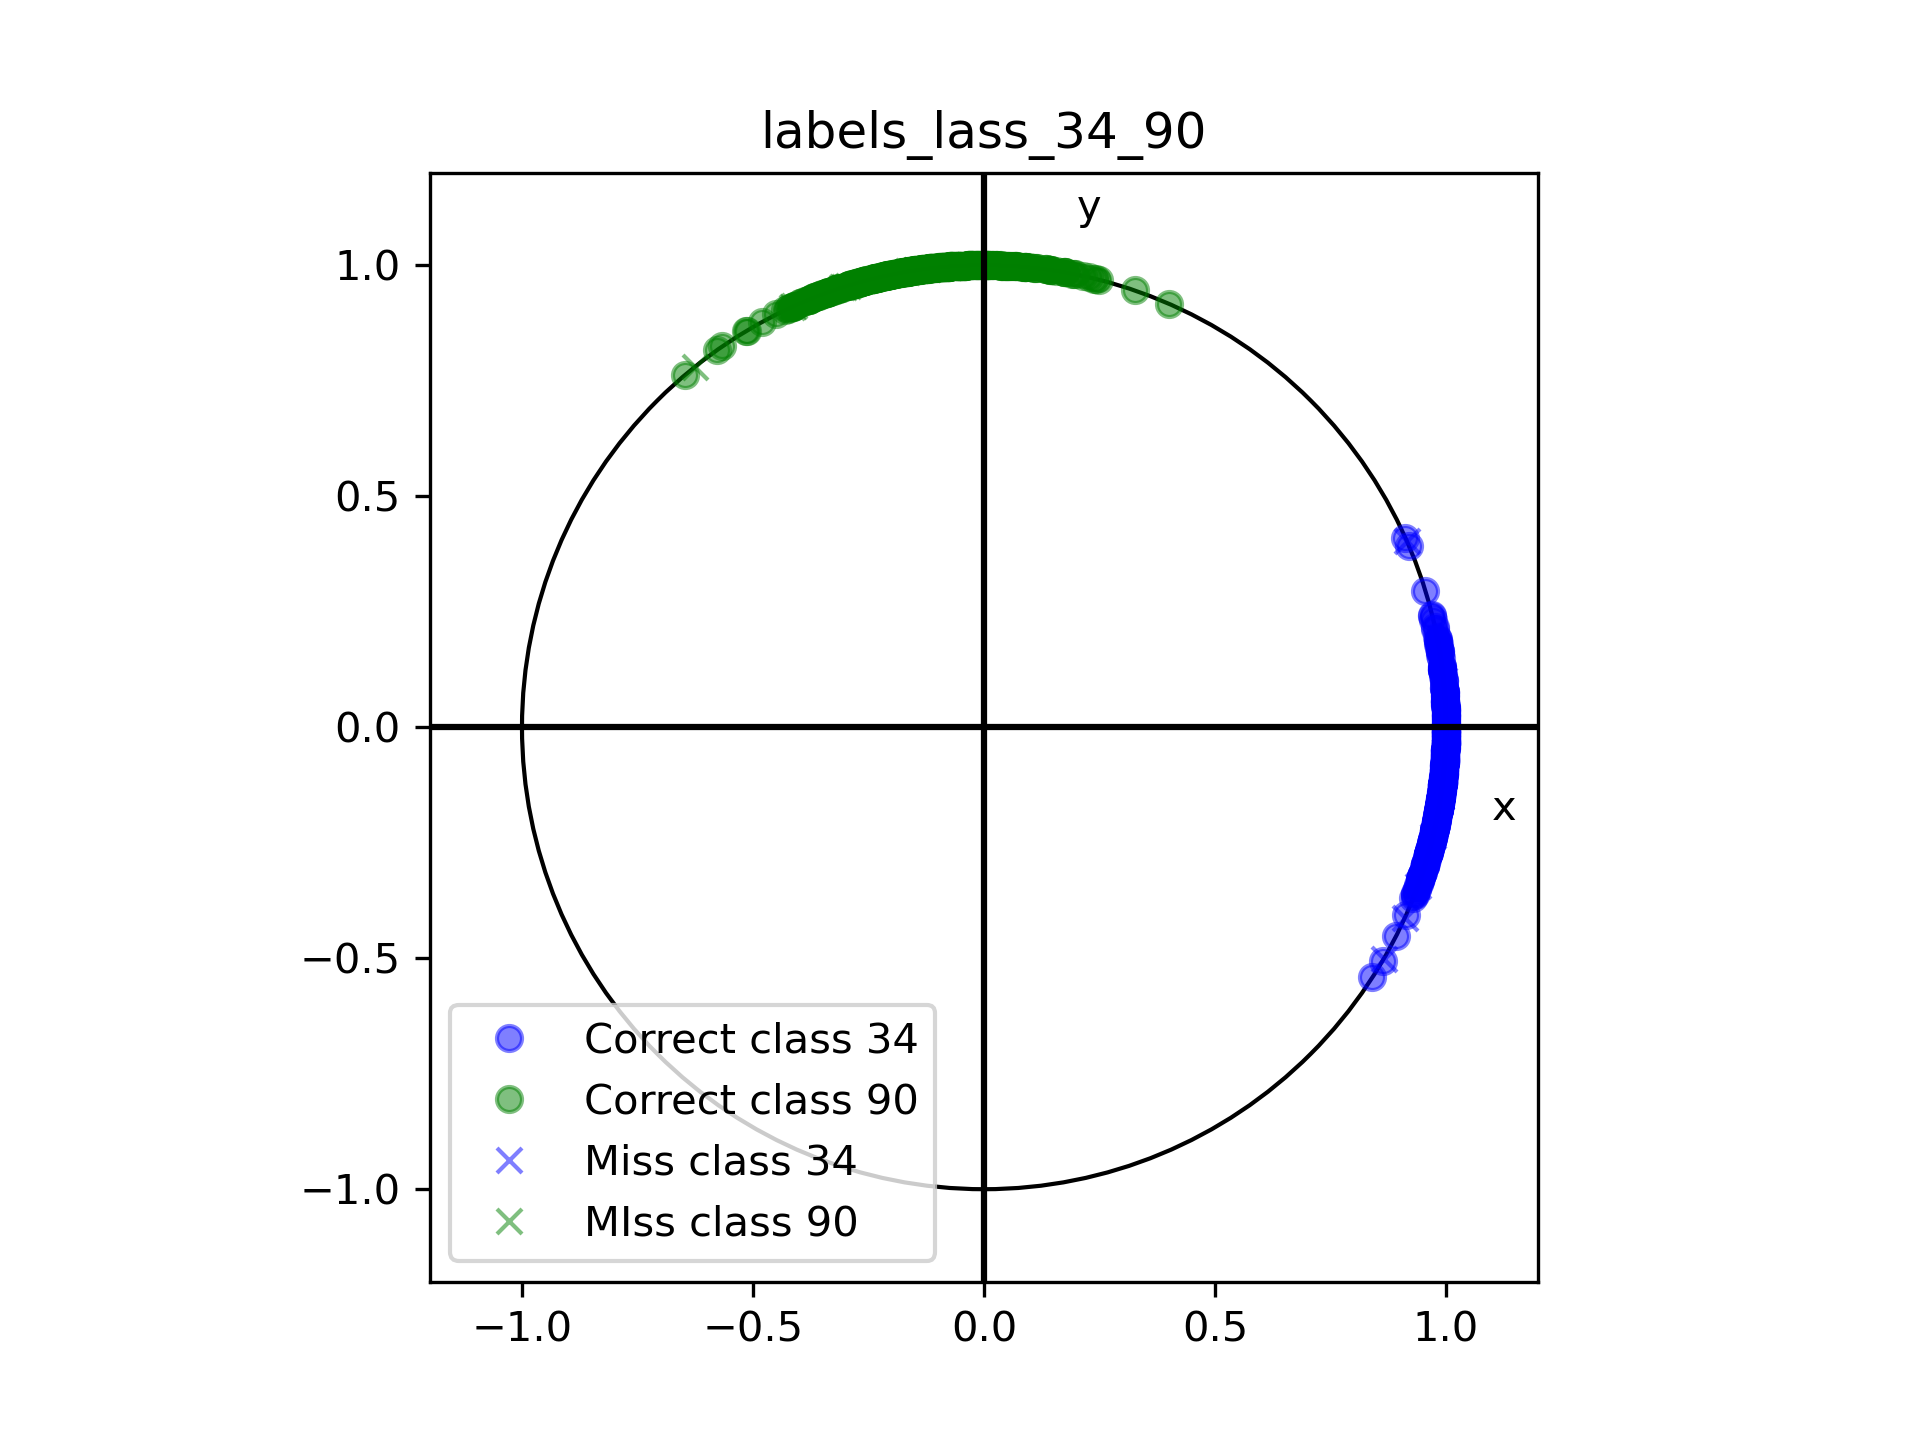 labels_lass_34_90
y
1.0
0.5
0.0
x
−0.5
−1.0
Correct class 34
Correct class 90
Miss class 34
MIss class 90
−1.0 −0.5 0.0 0.5 1.0